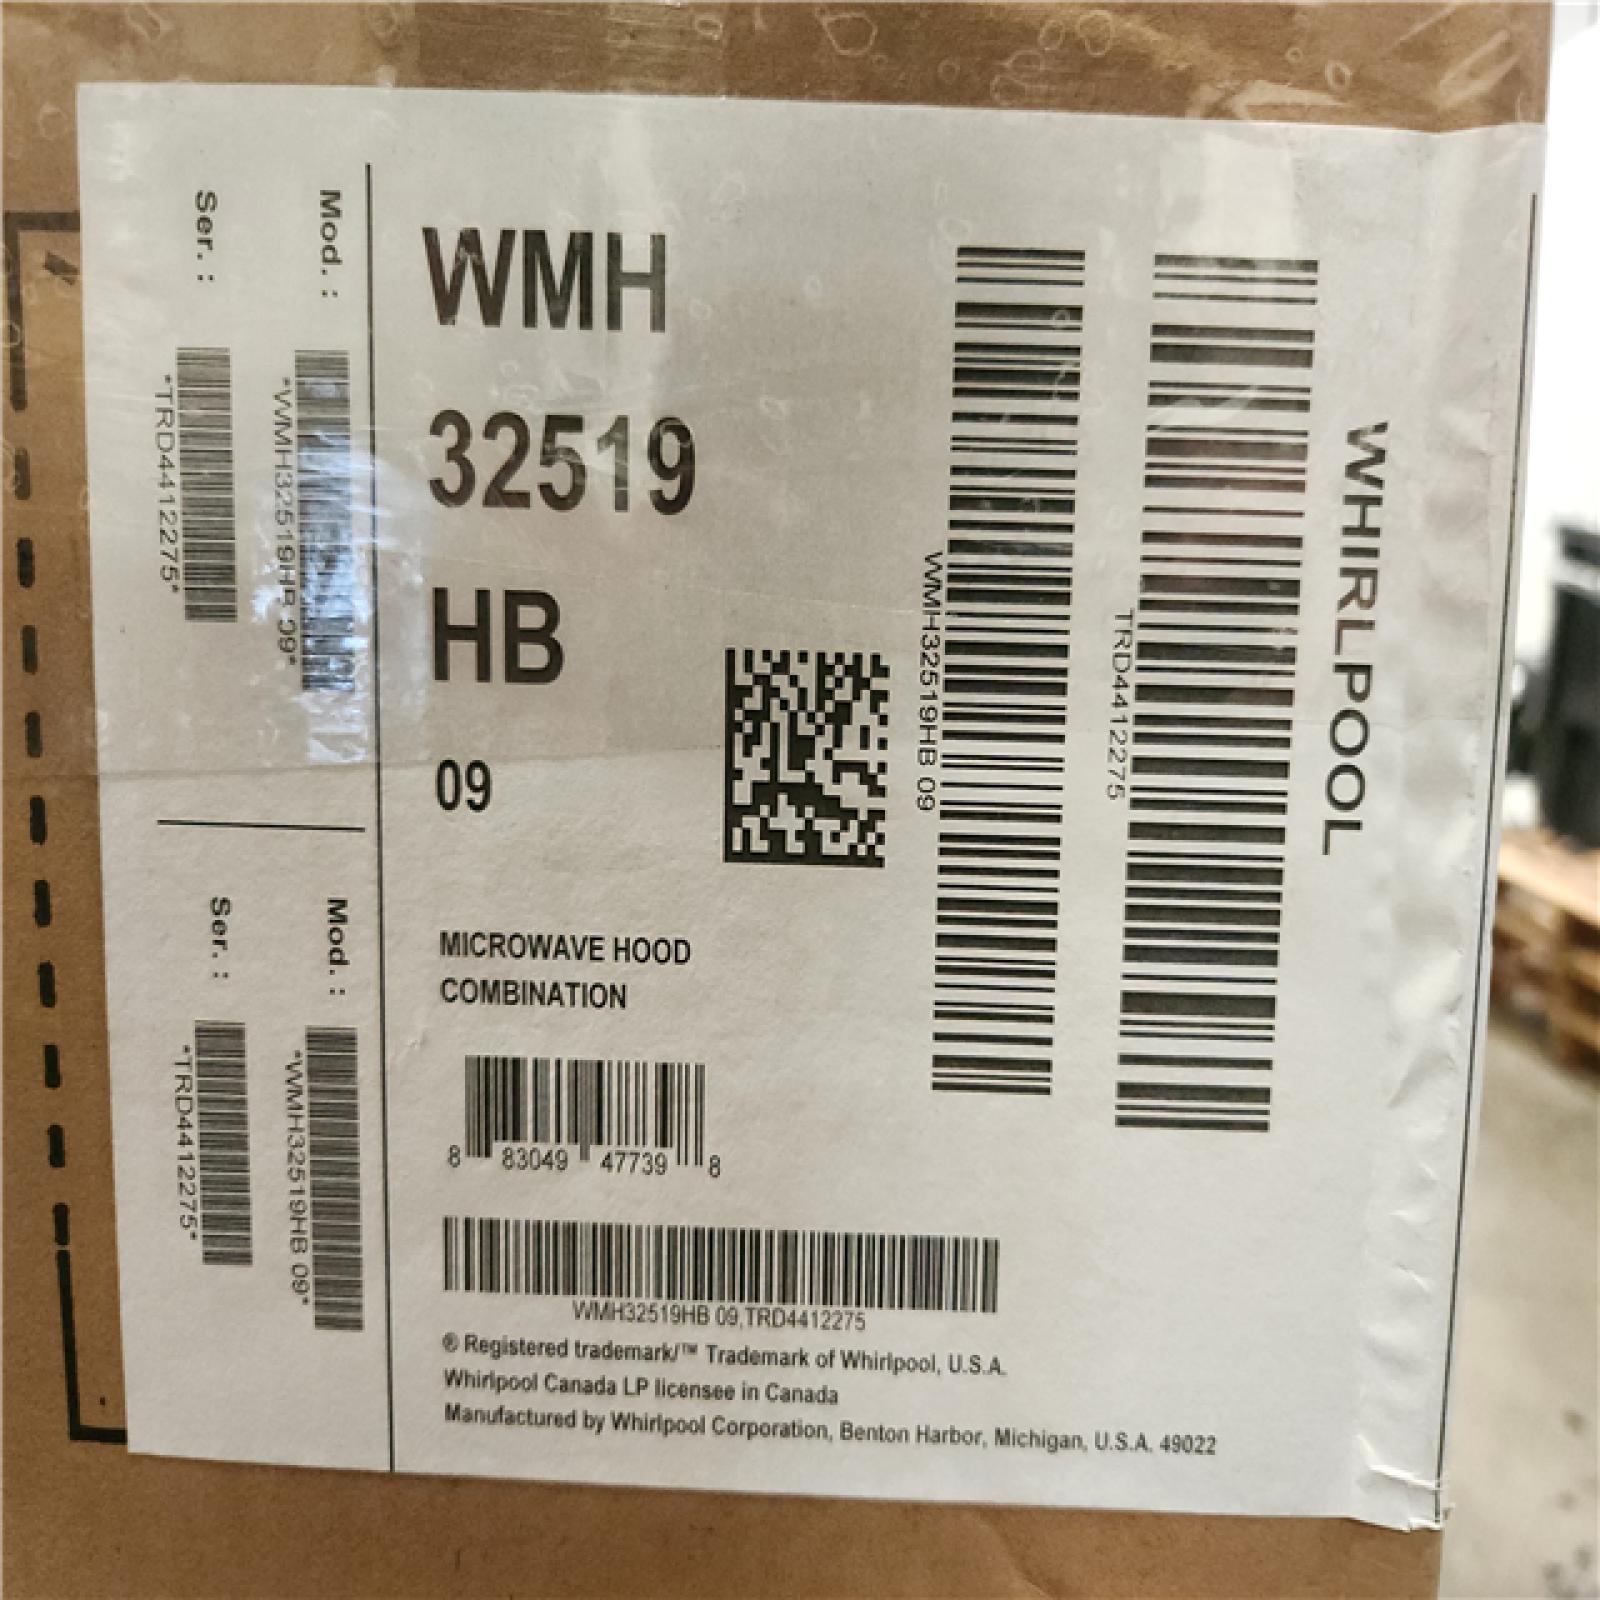 WMH
32519
HB
09
MICROWAVE HOOD
COMBINATION
8 83049 47739 8
WMH32519HB 09,TRD4412275
® Registered trademark/™ Trademark of Whirlpool, U.S.A.
Whirlpool Canada LP licensee in Canada
Manufactured by Whirlpool Corporation, Benton Harbor, Michigan, U.S.A. 49022
WHIRLPOOL
TRD4412275
WMH32519HB 09
Mod. :
*WMH32519HB 09*
Ser. :
*TRD4412275*
Mod. :
*WMH32519HB 09*
Ser. :
*TRD4412275*